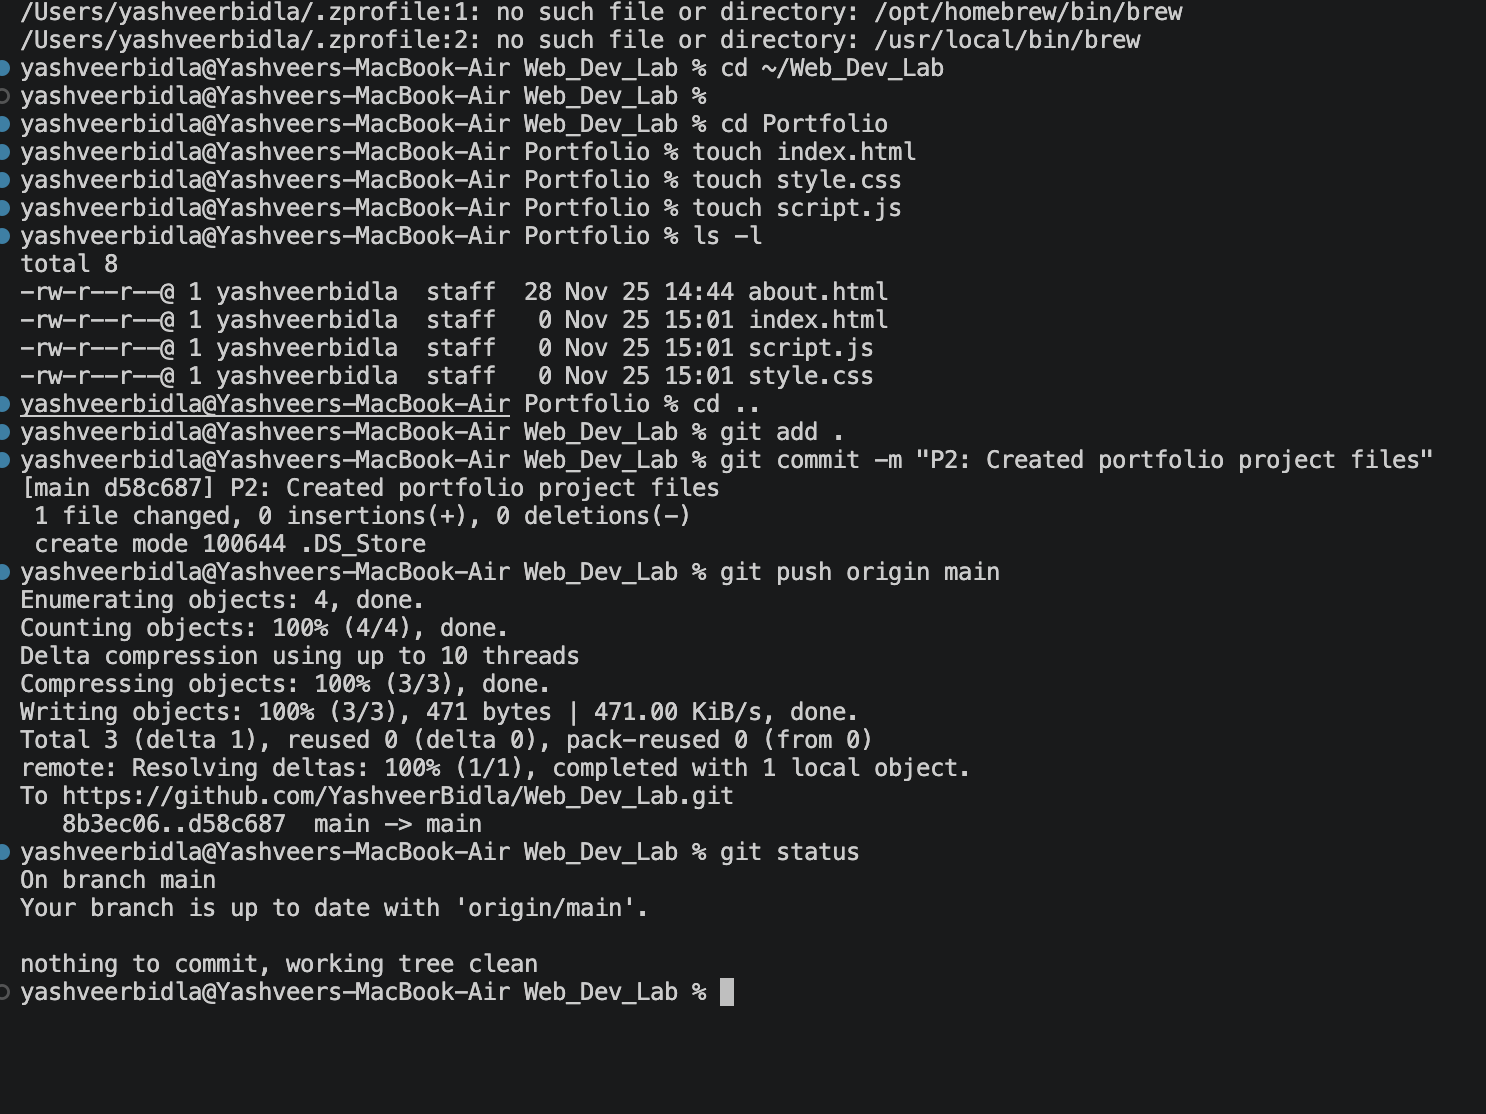 /Users/yashveerbidla/.zprofile:1: no such file or directory: /opt/homebrew/bin/brew
/Users/yashveerbidla/.zprofile:2: no such file or directory: /usr/local/bin/brew
yashveerbidla@Yashveers-MacBook-Air Web_Dev_Lab % cd ~/Web_Dev_Lab
yashveerbidla@Yashveers-MacBook-Air Web_Dev_Lab %
yashveerbidla@Yashveers-MacBook-Air Web_Dev_Lab % cd Portfolio
yashveerbidla@Yashveers-MacBook-Air Portfolio % touch index.html
yashveerbidla@Yashveers-MacBook-Air Portfolio % touch style.css
yashveerbidla@Yashveers-MacBook-Air Portfolio % touch script.js
yashveerbidla@Yashveers-MacBook-Air Portfolio % ls -l
total 8
-rw-r--r--@ 1 yashveerbidla  staff  28 Nov 25 14:44 about.html
-rw-r--r--@ 1 yashveerbidla  staff   0 Nov 25 15:01 index.html
-rw-r--r--@ 1 yashveerbidla  staff   0 Nov 25 15:01 script.js
-rw-r--r--@ 1 yashveerbidla  staff   0 Nov 25 15:01 style.css
yashveerbidla@Yashveers-MacBook-Air Portfolio % cd ..
yashveerbidla@Yashveers-MacBook-Air Web_Dev_Lab % git add .
yashveerbidla@Yashveers-MacBook-Air Web_Dev_Lab % git commit -m "P2: Created portfolio project files"
[main d58c687] P2: Created portfolio project files
 1 file changed, 0 insertions(+), 0 deletions(-)
 create mode 100644 .DS_Store
yashveerbidla@Yashveers-MacBook-Air Web_Dev_Lab % git push origin main
Enumerating objects: 4, done.
Counting objects: 100% (4/4), done.
Delta compression using up to 10 threads
Compressing objects: 100% (3/3), done.
Writing objects: 100% (3/3), 471 bytes | 471.00 KiB/s, done.
Total 3 (delta 1), reused 0 (delta 0), pack-reused 0 (from 0)
remote: Resolving deltas: 100% (1/1), completed with 1 local object.
To https://github.com/YashveerBidla/Web_Dev_Lab.git
   8b3ec06..d58c687  main -> main
yashveerbidla@Yashveers-MacBook-Air Web_Dev_Lab % git status
On branch main
Your branch is up to date with 'origin/main'.

nothing to commit, working tree clean
yashveerbidla@Yashveers-MacBook-Air Web_Dev_Lab %